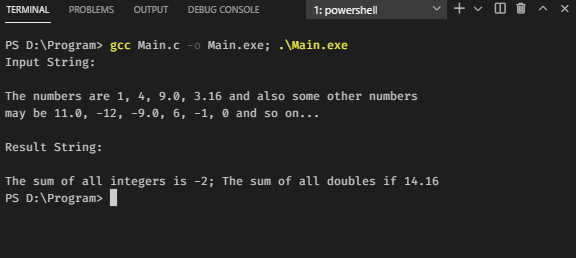 TERMINAL PROBLEMS OUTPUT DEBUG CONSOLE 1: powershell
PS D:\Program> gcc Main.c -o Main.exe; .\Main.exe
Input String:
The numbers are 1, 4, 9.0, 3.16 and also some other numbers
may be 11.0, -12, -9.0, 6, -1, 0 and so on...
Result String:
The sum of all integers is -2; The sum of all doubles if 14.16
PS D:\Program>